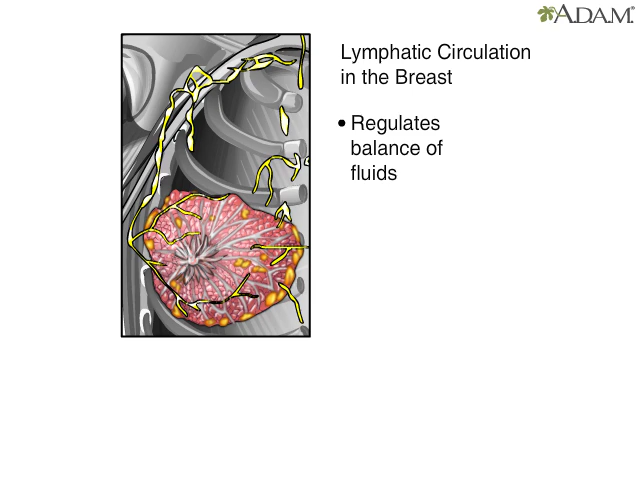 A.D.A.M.®
Lymphatic Circulation
in the Breast
• Regulates
balance of
fluids